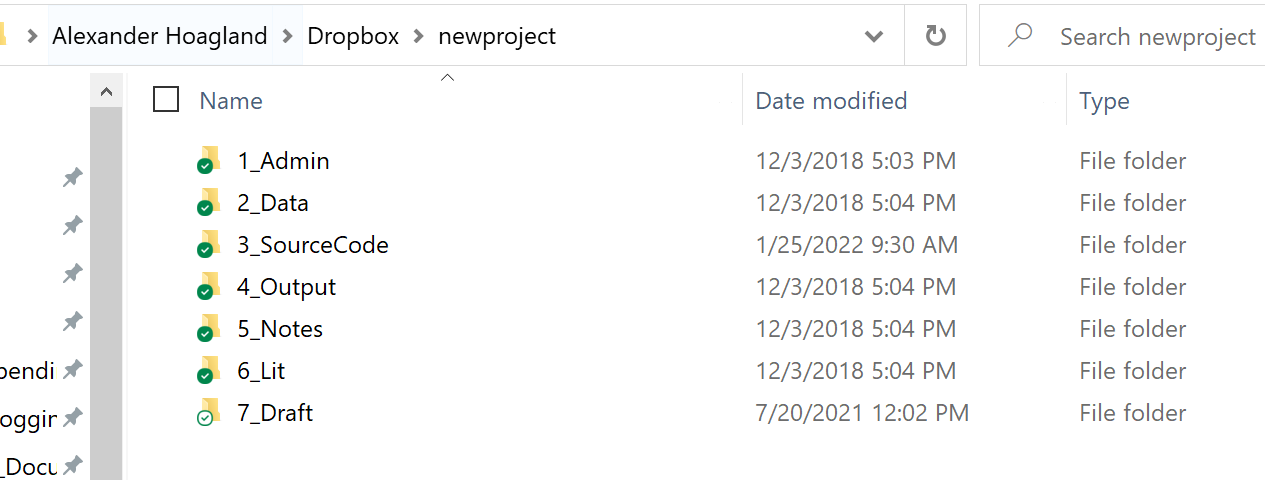 Alexander Hoagland > Dropbox > newproject
Search newproject
Name Date modified Type
1_Admin 12/3/2018 5:03 PM File folder
2_Data 12/3/2018 5:04 PM File folder
3_SourceCode 1/25/2022 9:30 AM File folder
4_Output 12/3/2018 5:04 PM File folder
5_Notes 12/3/2018 5:04 PM File folder
6_Lit 12/3/2018 5:04 PM File folder
7_Draft 7/20/2021 12:02 PM File folder
pendi
oggin
_Docu